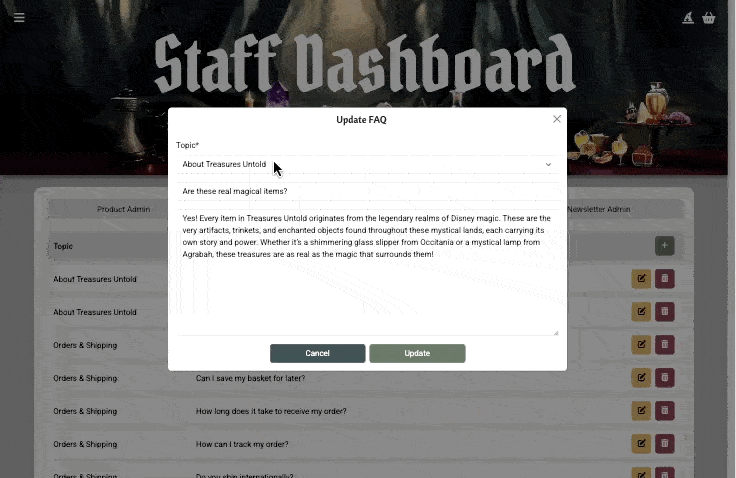 Staff Dashboard
Update FAQ
Topic*
About Treasures Untold
Are these real magical items?
Yes! Every item in Treasures Untold originates from the legendary realms of Disney magic. These are the
very artifacts, trinkets, and enchanted objects found throughout these mystical lands, each carrying its
own story and power. Whether it's a shimmering glass slipper from Occitania or a mystical lamp from
Agrabah, these treasures are as real as the magic that surrounds them!
Cancel
Update
Product Admin
Newsletter Admin
Topic
About Treasures Untold
About Treasures Untold
Orders & Shipping
Orders & Shipping
Can I save my basket for later?
Orders & Shipping
How long does it take to receive my order?
Orders & Shipping
How can I track my order?
Orders & Shipping
Do you ship internationally?